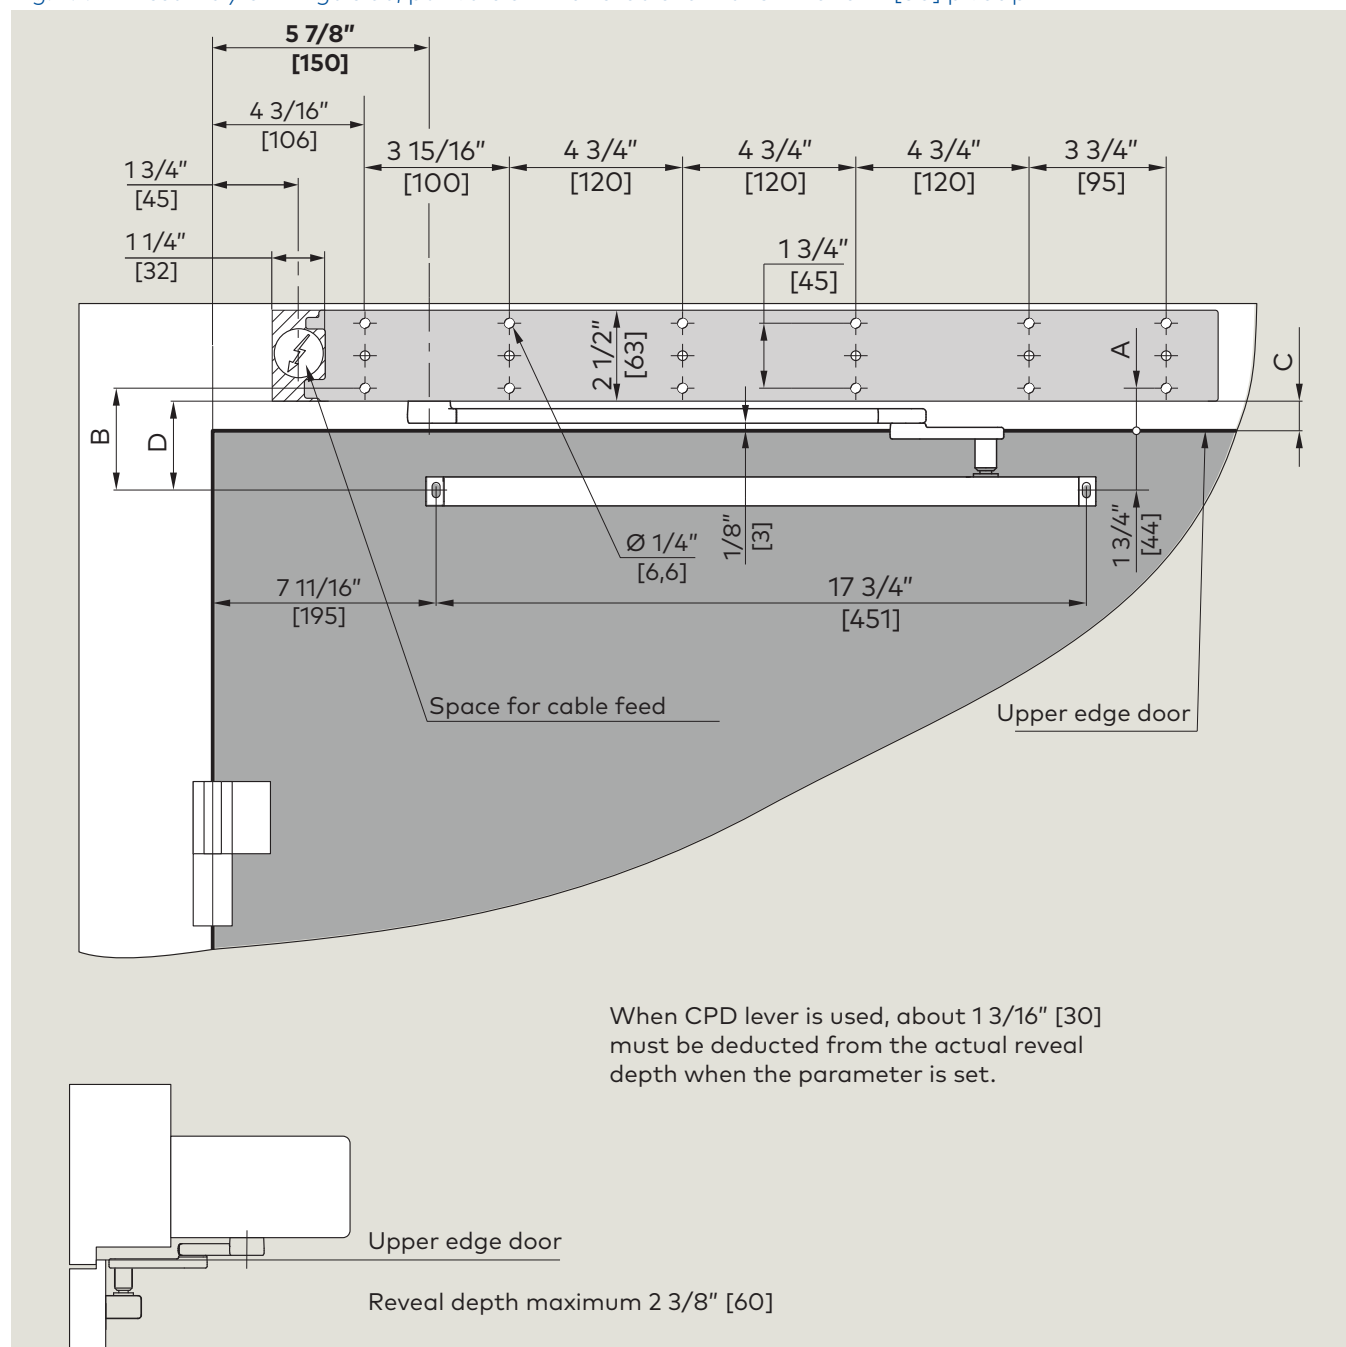 5 7/8”
[150]
4 3/16”
[106]
3 15/16”
[100]
4 3/4”
[120]
4 3/4”
[120]
4 3/4”
[120]
3 3/4”
[95]
1 3/4”
[45]
1 1/4”
[32]
1 3/4”
[45]
2 1/2”
[63]
A
C
B
D
1/8”
[3]
1 3/4”
[44]
Ø 1/4”
[6,6]
7 11/16”
[195]
17 3/4”
[451]
Space for cable feed
Upper edge door
When CPD lever is used, about 1 3/16” [30]
must be deducted from the actual reveal
depth when the parameter is set.
Upper edge door
Reveal depth maximum 2 3/8” [60]